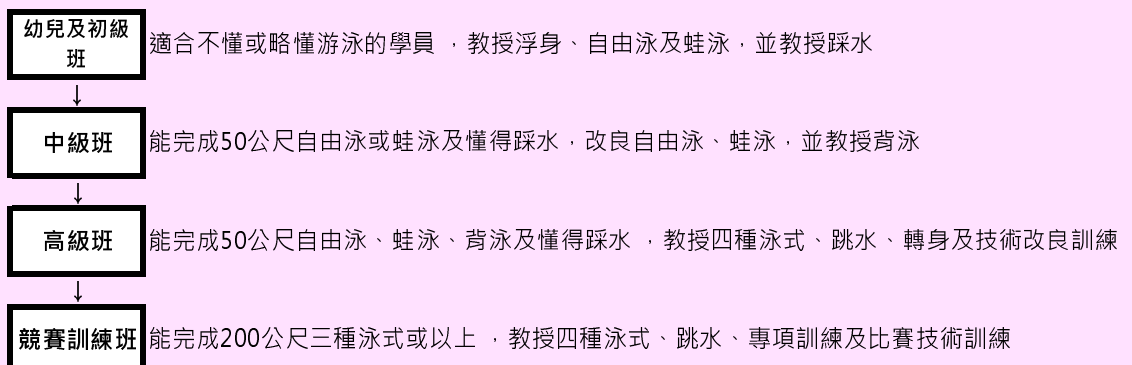 幼兒及初級
班
適合不懂或略懂游泳的學員 ，教授浮身、自由泳及蛙泳，並教授踩水
↓
中級班
能完成50公尺自由泳或蛙泳及懂得踩水，改良自由泳、蛙泳，並教授背泳
↓
高級班
能完成50公尺自由泳、蛙泳、背泳及懂得踩水 ，教授四種泳式、跳水、轉身及技術改良訓練
↓
競賽訓練班
能完成200公尺三種泳式或以上 ，教授四種泳式、跳水、專項訓練及比賽技術訓練